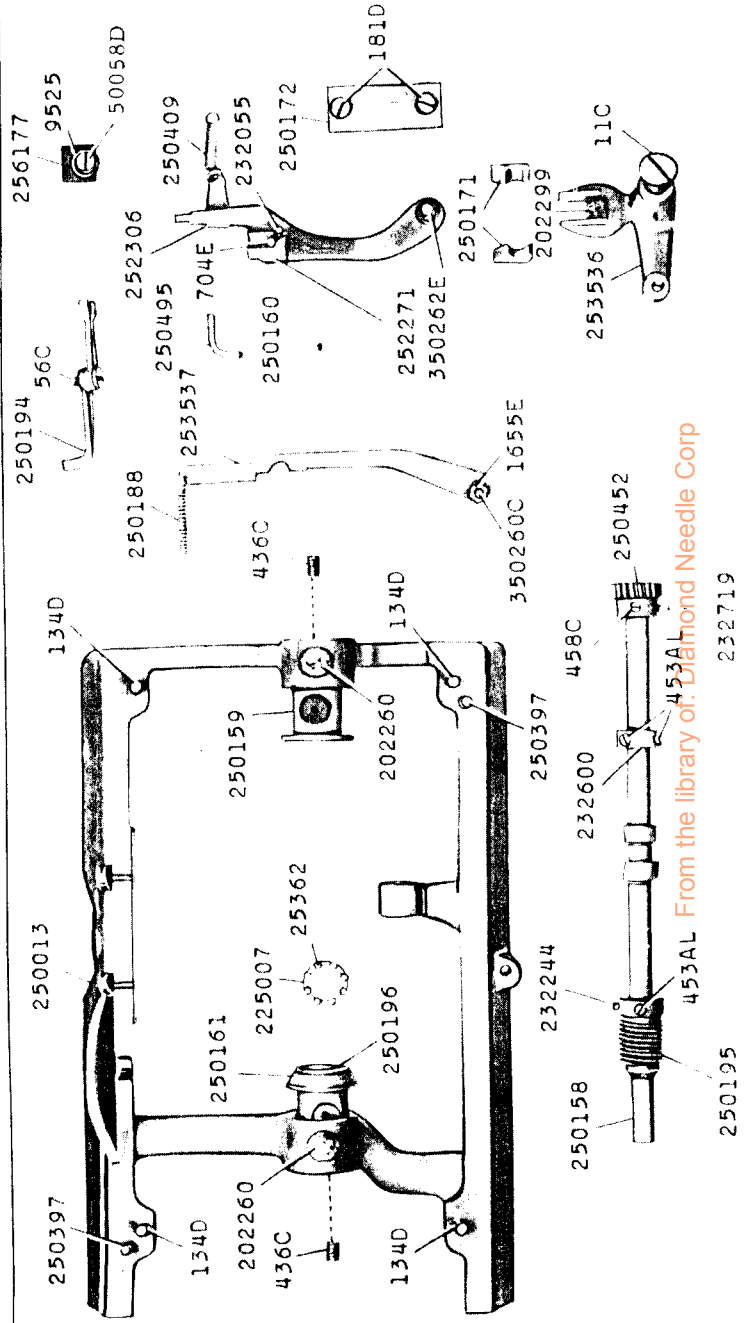 256177
9525
50058D
250194
56C
252306
250409
232055
181D
250172
250495
704E
250160
252271
350262E
250188
253537
350260C
1655E
250171
202299
11C
253536
134D
436C
250013
250159
202260
134D
250397
25362
225007
250161
250196
202260
436C
250397
134D
134D
458C
250452
453AL
232719
232600
232244
453AL
250158
250195
From the library of: Diamond Needle Corp